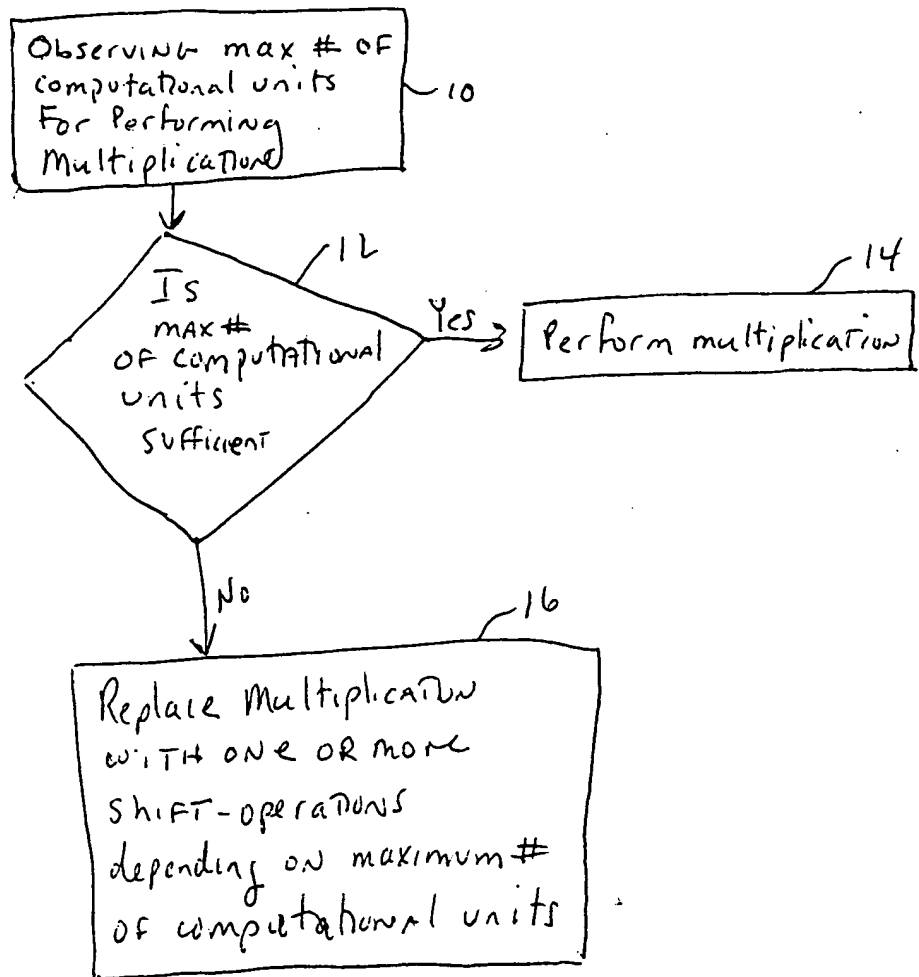 Observing max # of
computational units
For Performing
Multiplication
10
Is
max #
of computational
units
sufficient
12
Yes
14
Perform multiplication
No
16
Replace Multiplication
with one or more
shift-operations
depending on maximum #
of computational units